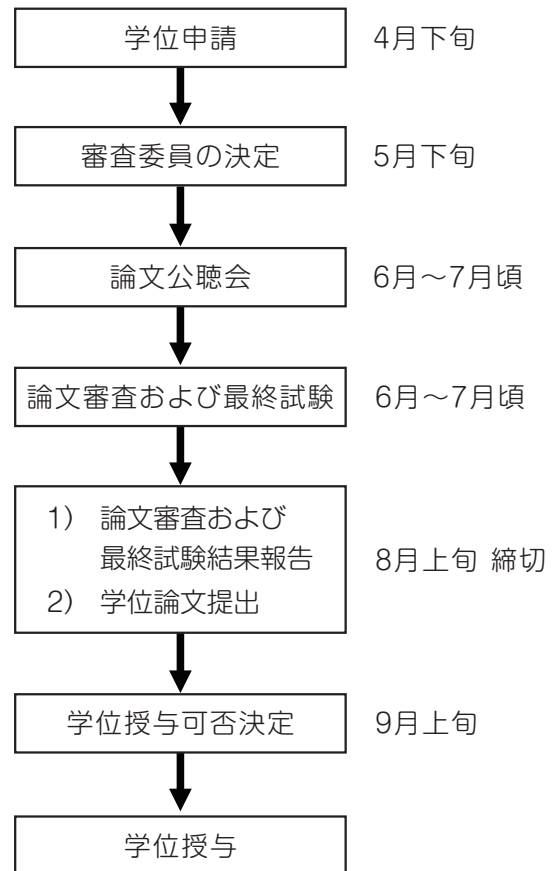 学位申請 4月下旬
審査委員の決定 5月下旬
論文公聴会 6月〜7月頃
論文審査および最終試験 6月〜7月頃
1) 論文審査および
最終試験結果報告 8月上旬 締切
2) 学位論文提出
学位授与可否決定 9月上旬
学位授与